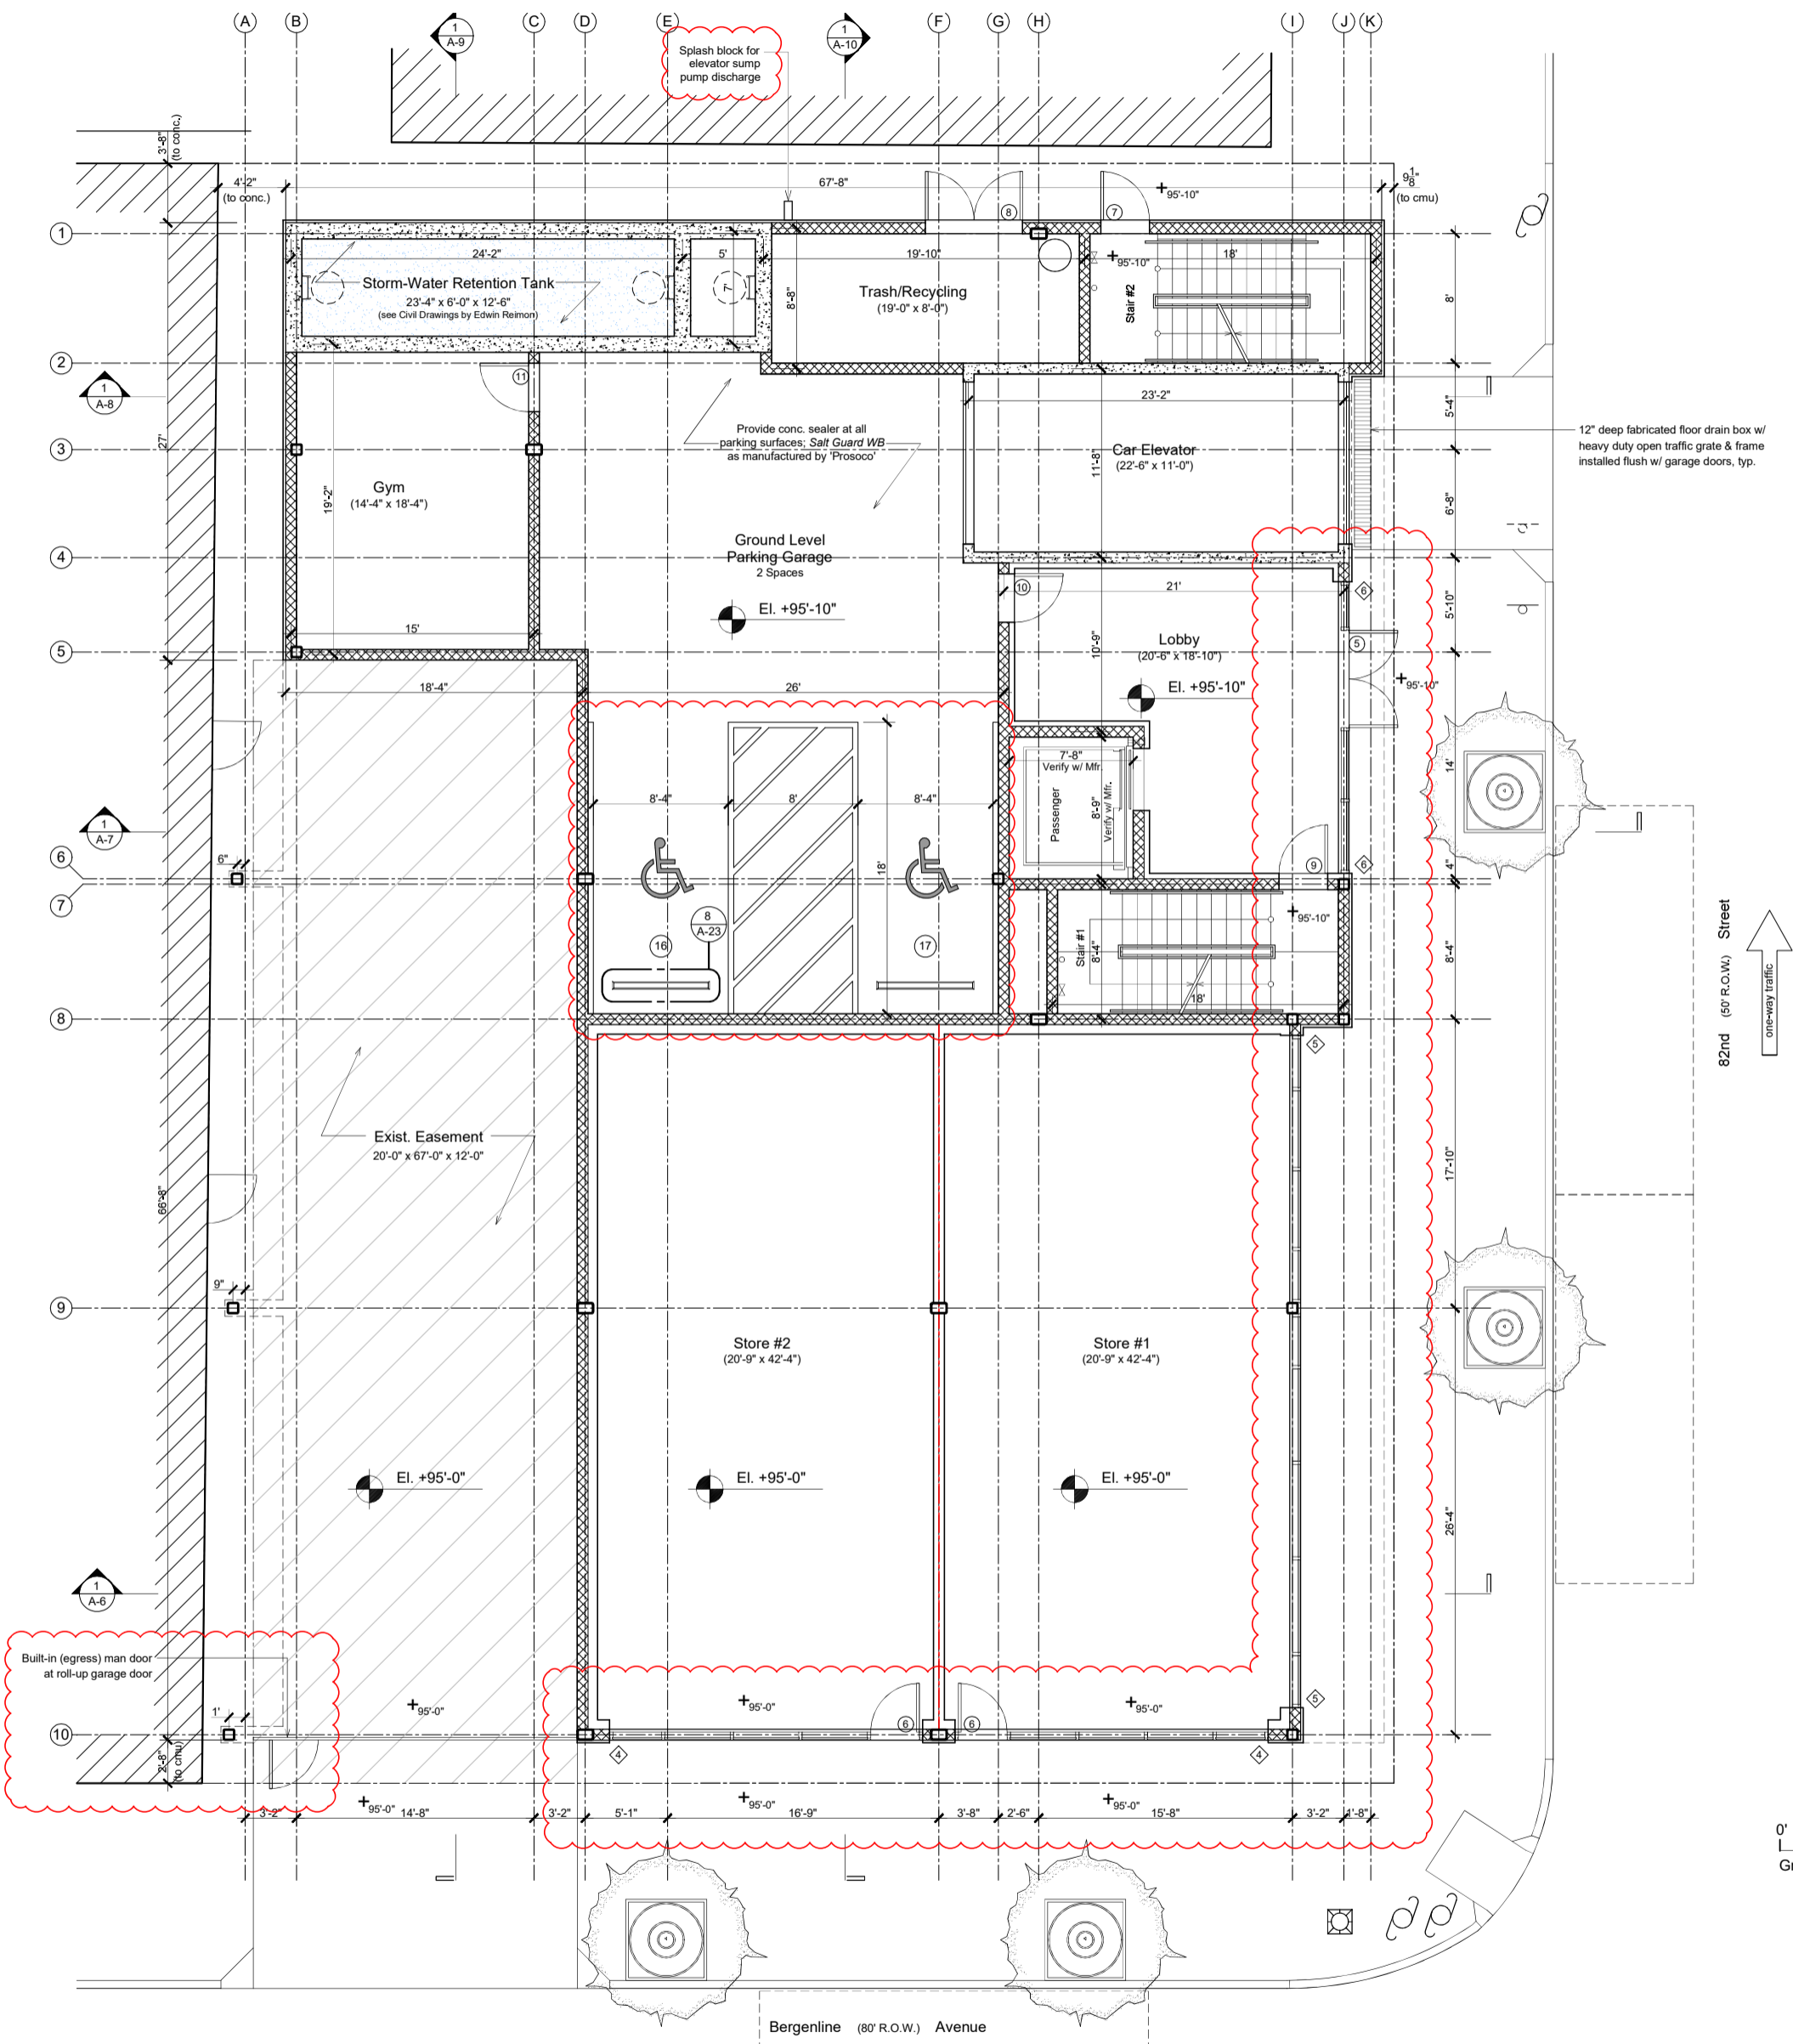 A B C D E F G H I J K
1
A-9
1
A-10
Splash block for
elevator sump
pump discharge
3'-8"
(to conc.)
4'-2"
(to conc.)
67'-8"
95'-10"
9 1/8"
(to cmu)
1
8
7
24'-2"
5'
19'-10"
95'-10"
18'
Storm-Water Retention Tank
23'-4" x 6'-0" x 12'-6"
(see Civil Drawings by Edwin Reimon)
7'
8'-8"
Trash/Recycling
(19'-0" x 8'-0")
Stair #2
8'
2
11
1
A-8
23'-2"
5'-4"
27'
Provide conc. sealer at all
parking surfaces; Salt Guard WB
as manufactured by 'Prosoco'
12" deep fabricated floor drain box w/
heavy duty open traffic grate & frame
installed flush w/ garage doors, typ.
3
Car Elevator
(22'-6" x 11'-0")
11'-8"
Gym
(14'-4" x 18'-4")
19'-2"
6'-8"
Ground Level
Parking Garage
2 Spaces
4
10
21'
6
El. +95'-10"
5'-10"
15'
Lobby
(20'-6" x 18'-10")
10'-9"
5
5
18'-4"
26'
El. +95'-10"
95'-10"
7'-8"
Verify w/ Mfr.
14'
8'-4"
8'
8'-4"
Passenger
8'-9"
Verify w/ Mfr.
1
A-7
6
6"
18'
9
6
4"
7
8
A-23
16
17
95'-10"
Stair #1
8'-4"
8'-4"
18'
82nd (50' R.O.W.) Street
one-way traffic
8
5
Exist. Easement
20'-0" x 67'-0" x 12'-0"
17'-10"
66'-8"
9"
9
Store #2
(20'-9" x 42'-4")
Store #1
(20'-9" x 42'-4")
El. +95'-0"
El. +95'-0"
El. +95'-0"
26'-4"
1
A-6
Built-in (egress) man door
at roll-up garage door
1'
95'-0"
95'-0"
95'-0"
5
10
6
6
2'-8"
(to cmu)
4
4
95'-0"
95'-0"
95'-0"
3'-2"
14'-8"
3'-2"
5'-1"
16'-9"
3'-8"
2'-6"
15'-8"
3'-2"
1'-8"
0'
Bergenline (80' R.O.W.) Avenue